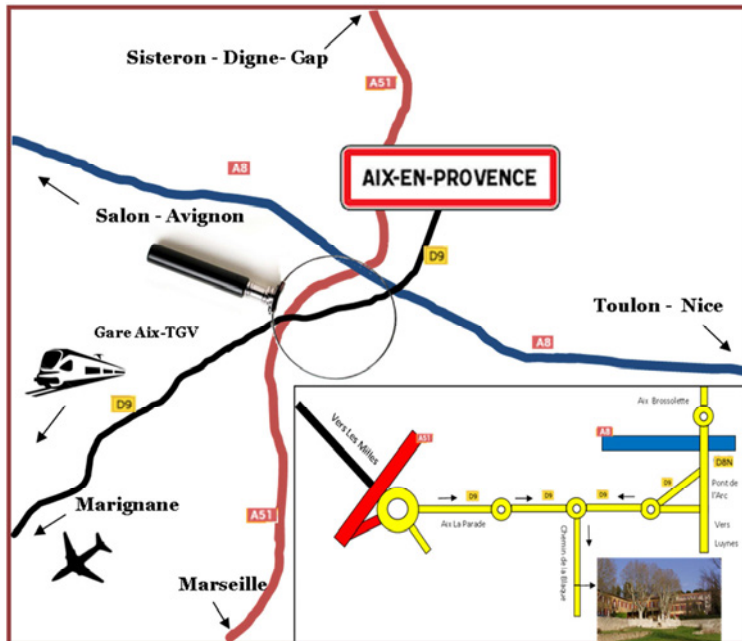 Sisteron - Digne- Gap
A51
A8
AIX-EN-PROVENCE
Salon - Avignon
D9
Toulon - Nice
Gare Aix-TGV
A8
D9
Marignane
A51
Marseille
Aix Brossolette
Vers Les Milles
A51
A8
D8N
D9
D9
D9
D9
Pont de
l'Arc
Aix La Parade
Vers
Luynes
Chemin de la Blaque